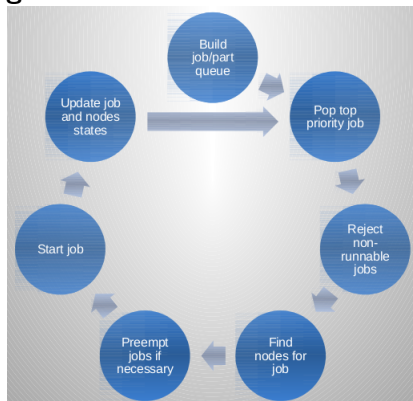 Build
job/part
queue
Pop top
priority job
Reject
non-
runnable
jobs
Find
nodes for
job
Preempt
jobs if
necessary
Start job
Update job
and nodes
states